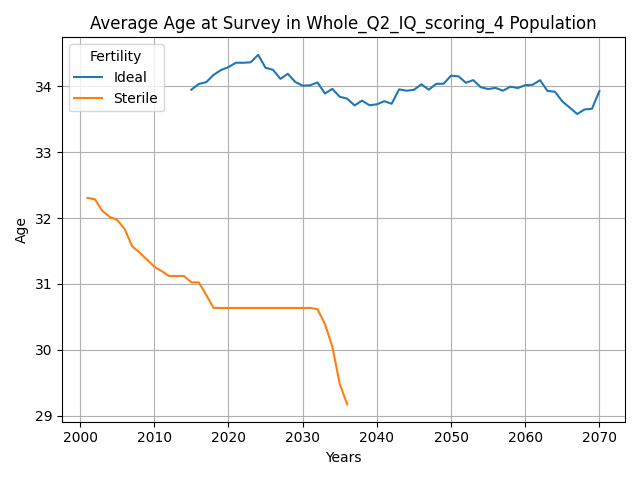 Average Age at Survey in Whole_Q2_IQ_scoring_4 Population
Fertility
Ideal
Sterile
34
33
32
31
30
29
Age
2000 2010 2020 2030 2040 2050 2060 2070
Years